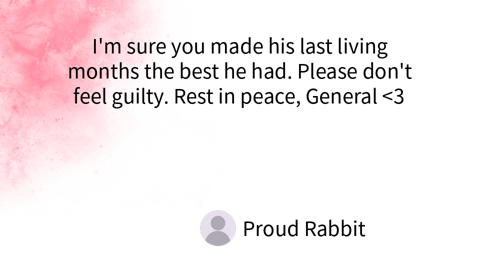 I'm sure you made his last living
months the best he had. Please don't
feel guilty. Rest in peace, General <3
Proud Rabbit